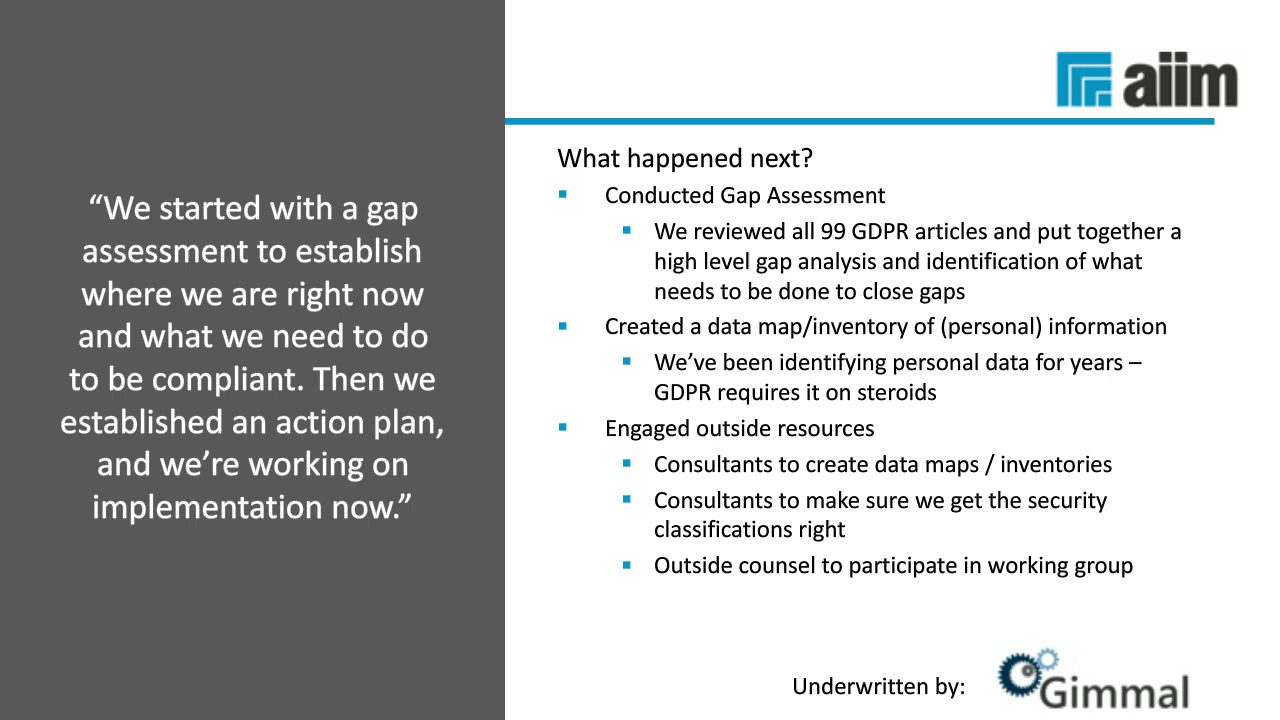 “We started with a gap
assessment to establish
where we are right now
and what we need to do
to be compliant. Then we
established an action plan,
and we’re working on
implementation now.”
aiim
What happened next?
Conducted Gap Assessment
We reviewed all 99 GDPR articles and put together a
high level gap analysis and identification of what
needs to be done to close gaps
Created a data map/inventory of (personal) information
We’ve been identifying personal data for years –
GDPR requires it on steroids
Engaged outside resources
Consultants to create data maps / inventories
Consultants to make sure we get the security
classifications right
Outside counsel to participate in working group
Underwritten by:
Gimmal